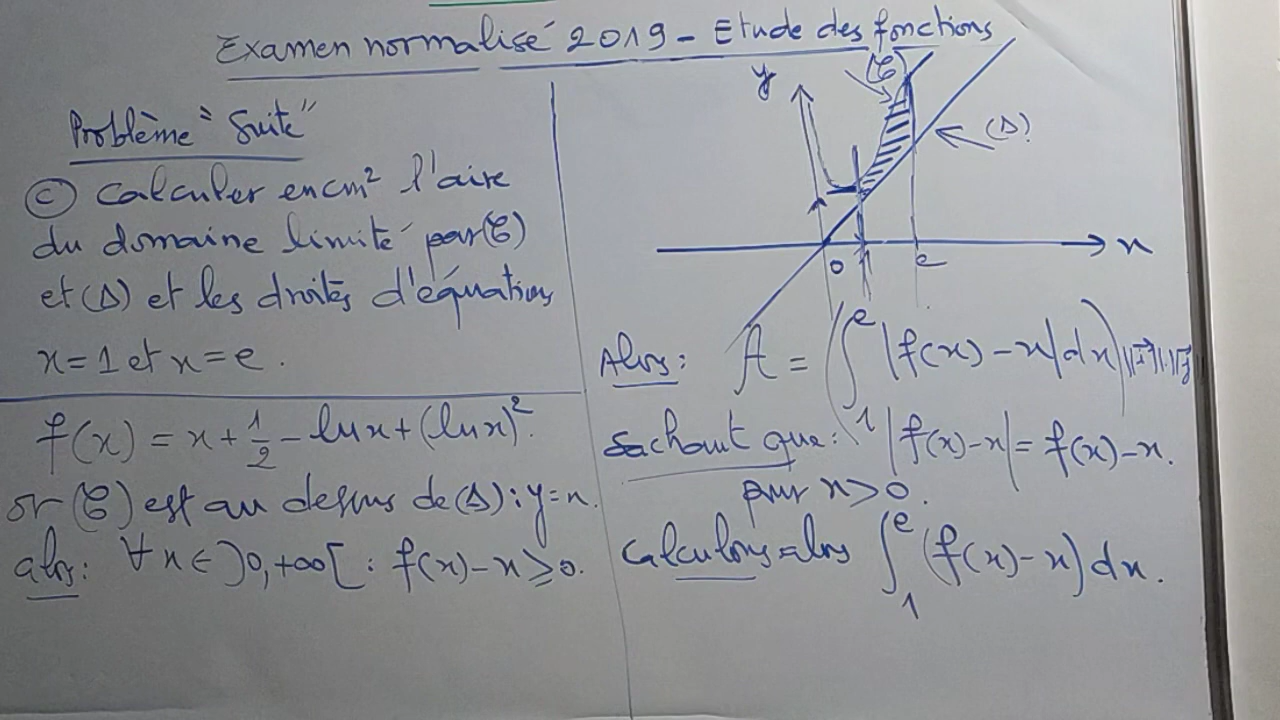 Examen normalisé 2019 - Etude des fonctions
Problème "Suite"
c) Calculer en cm² l'aire
du domaine limité par (C)
et (Δ) et les droites d'équations
x = 1 et x = e.
f(x) = x + 1/2 - ln x + (ln x)².
or (C) est au dessus de (Δ) : y = x.
alors : ∀x ∈ ]0, +∞[ : f(x) - x ≥ 0.
y
(C)
(Δ)
x
o
1
e
Alors : A = (∫₁ᵉ |f(x) - x| dx) ||i||.||j||
Sachant que : |f(x) - x| = f(x) - x.
pour x > 0.
Calculons alors ∫₁ᵉ (f(x) - x) dx.